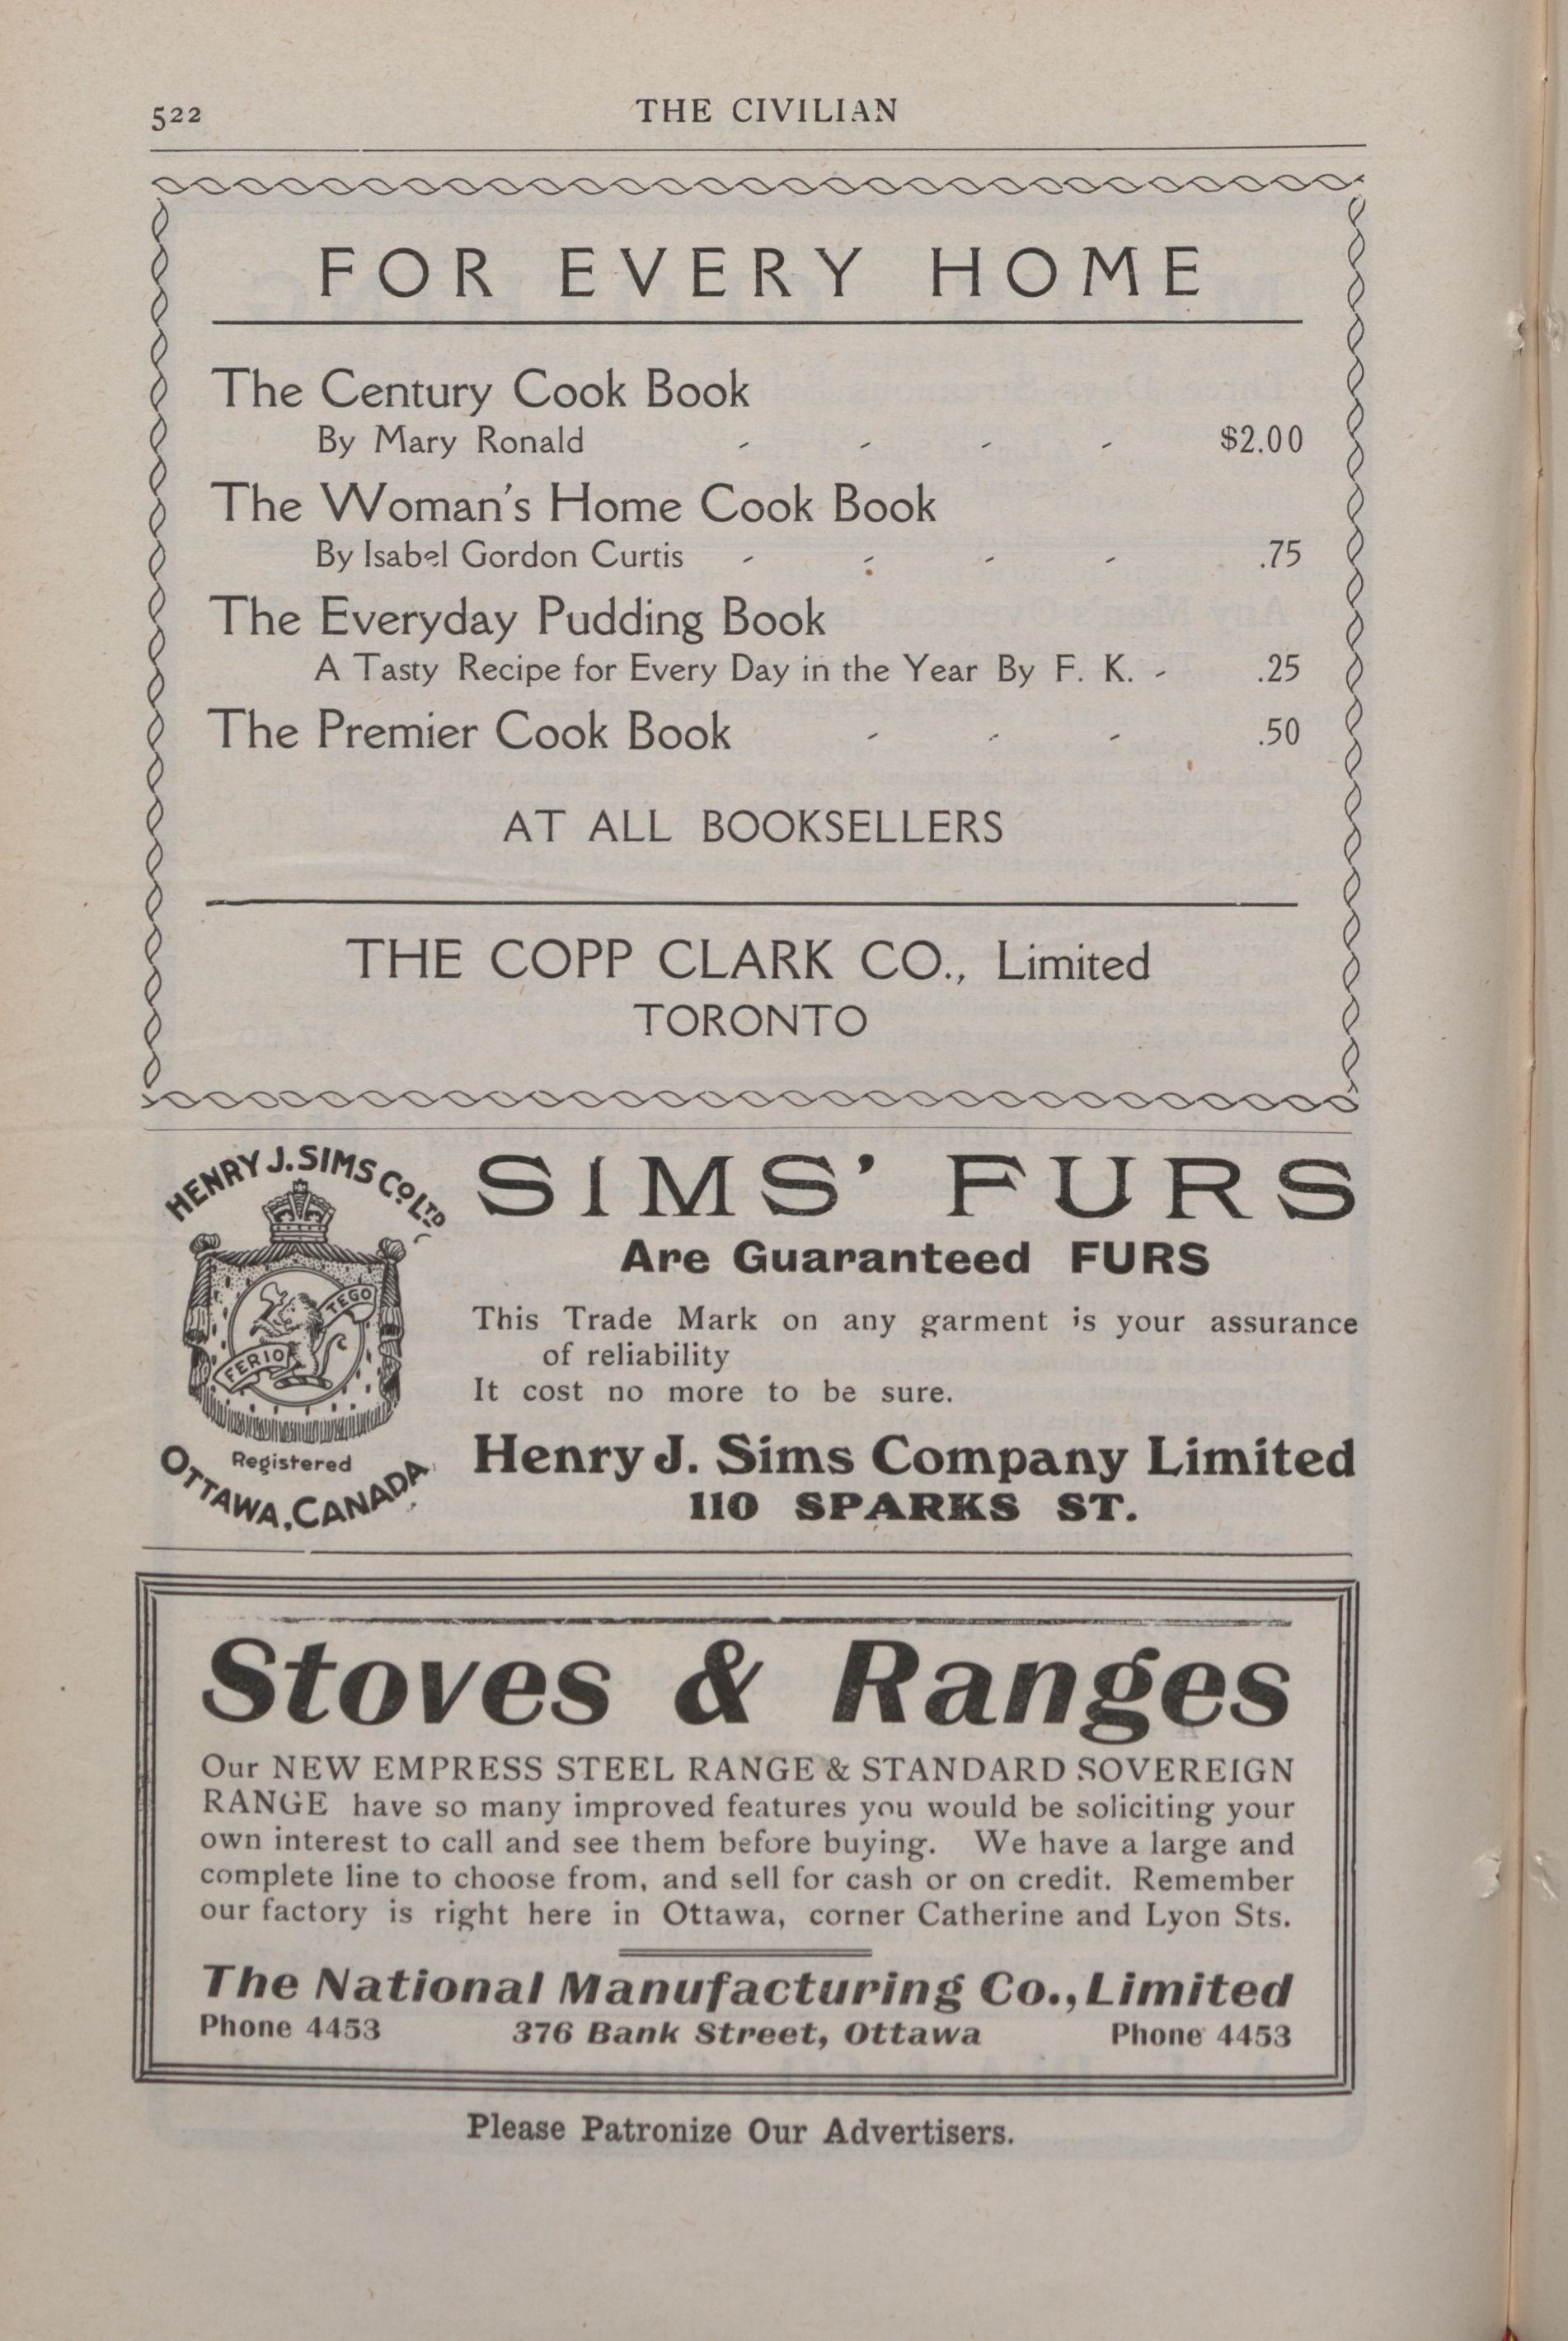 522
THE CIVILIAN
FOR EVERY HOME
The Century Cook Book
By Mary Ronald - - - - $2.00
The Woman's Home Cook Book
By Isabel Gordon Curtis - - - - .75
The Everyday Pudding Book
A Tasty Recipe for Every Day in the Year By F. K. - .25
The Premier Cook Book - - - .50
AT ALL BOOKSELLERS
THE COPP CLARK CO., Limited
TORONTO
HENRY J. SIMS CO LTD
TEGO
FERIO
Registered
OTTAWA, CANADA
SIMS' FURS
Are Guaranteed FURS
This Trade Mark on any garment is your assurance
of reliability
It cost no more to be sure.
Henry J. Sims Company Limited
110 SPARKS ST.
Stoves & Ranges
Our NEW EMPRESS STEEL RANGE & STANDARD SOVEREIGN
RANGE have so many improved features you would be soliciting your
own interest to call and see them before buying. We have a large and
complete line to choose from, and sell for cash or on credit. Remember
our factory is right here in Ottawa, corner Catherine and Lyon Sts.
The National Manufacturing Co., Limited
Phone 4453 376 Bank Street, Ottawa Phone 4453
Please Patronize Our Advertisers.